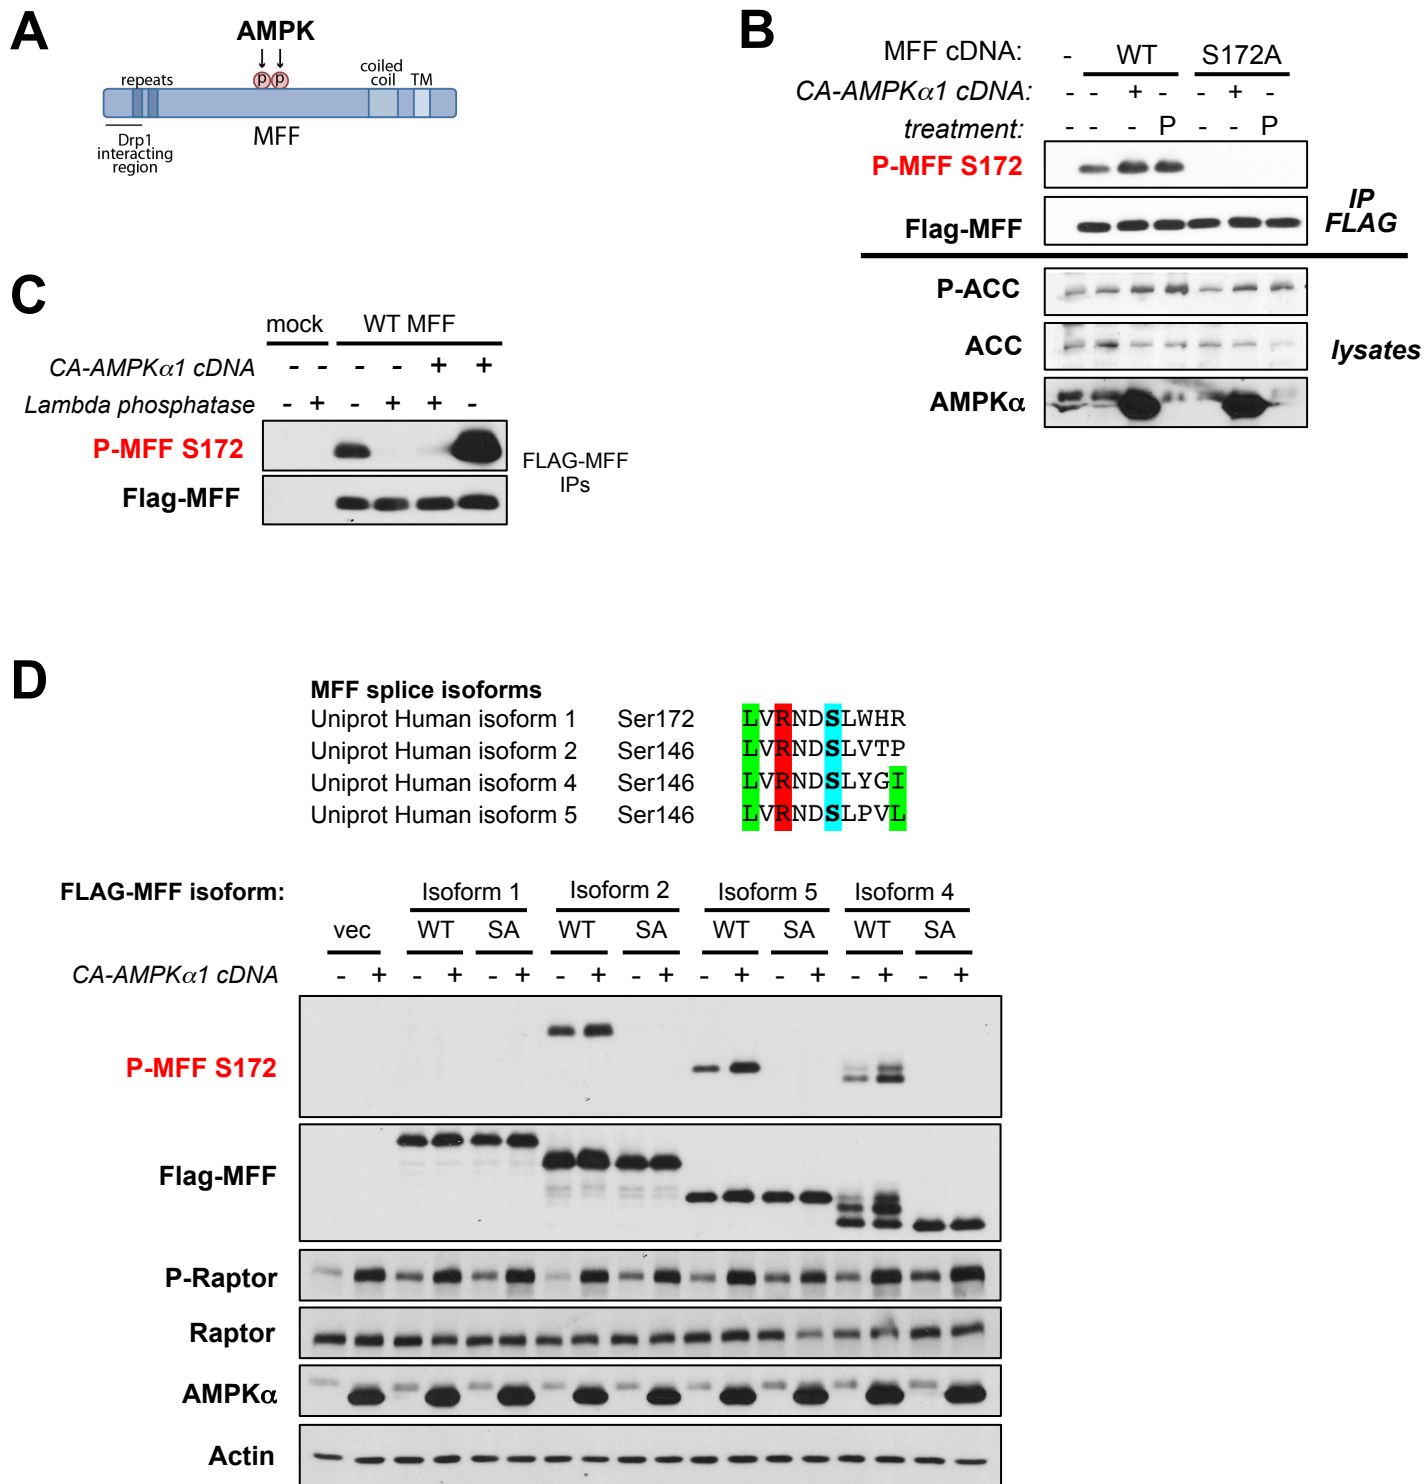 A
AMPK
p p
repeats
coiled
coil
TM
Drp1
interacting
region
MFF
B
MFF cDNA: - WT S172A
CA-AMPKα1 cDNA: - - + - - + -
treatment: - - - P - - P
P-MFF S172
Flag-MFF
IP
FLAG
P-ACC
ACC
AMPKα
lysates
C
mock WT MFF
CA-AMPKα1 cDNA - - - - + +
Lambda phosphatase - + - + + -
P-MFF S172
Flag-MFF
FLAG-MFF
IPs
D
MFF splice isoforms
Uniprot Human isoform 1 Ser172 LVRNDSLWHR
Uniprot Human isoform 2 Ser146 LVRNDSLVTP
Uniprot Human isoform 4 Ser146 LVRNDSLYGI
Uniprot Human isoform 5 Ser146 LVRNDSLPVL
FLAG-MFF isoform: Isoform 1 Isoform 2 Isoform 5 Isoform 4
vec WT SA WT SA WT SA WT SA
CA-AMPKα1 cDNA - + - + - + - + - + - + - + - + - +
P-MFF S172
Flag-MFF
P-Raptor
Raptor
AMPKα
Actin